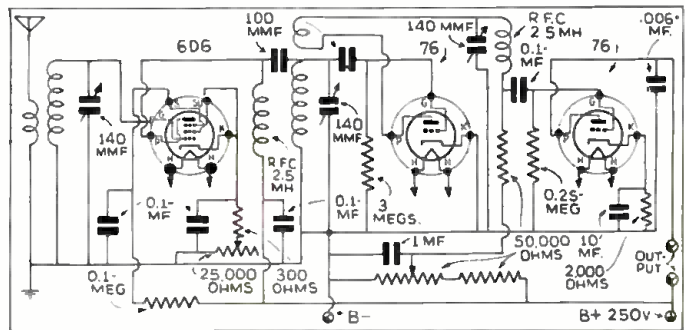 100
MMF
6D6
140
MMF
140 MMF
76
R.F.C
2.5 MH
0.1-
MF
76
.006-
MF.
140
MMF
R.F.C
2.5
MH
G
K
P
H
H
G
P
K
H
H
G
P
K
H
H
0.1-
MF
0.1-
MF
3
MEGS.
0.25-
MEG
0.1-
MEG
25,000
OHMS
300
OHMS
1 MF
50,000
OHMS
10
MF.
2,000
OHMS
OUT-
PUT
B-
B+ 250V